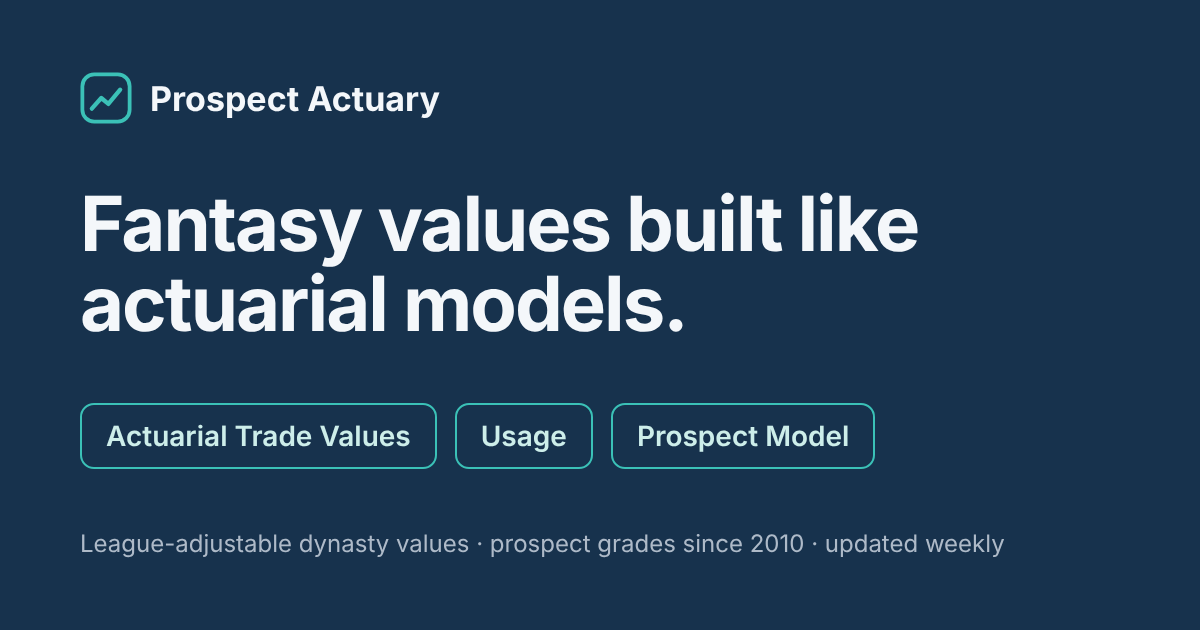 Prospect Actuary
Fantasy values built like
actuarial models.
Actuarial Trade Values
Usage
Prospect Model
League-adjustable dynasty values · prospect grades since 2010 · updated weekly